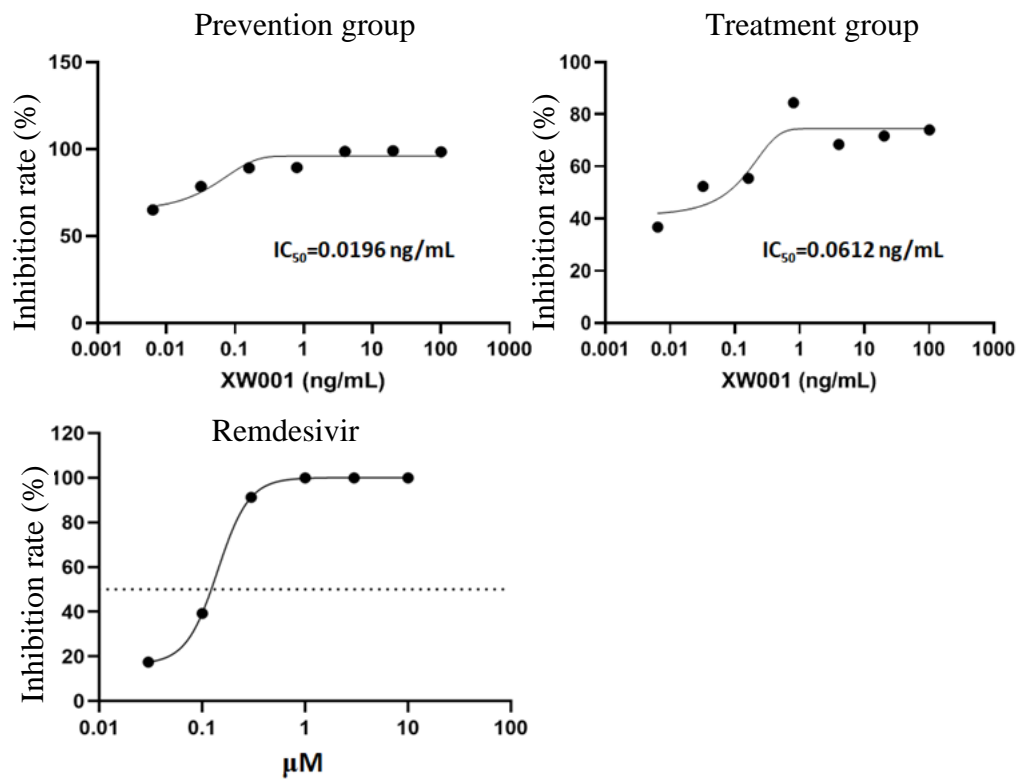 Prevention group
150
100
50
0
Inhibition rate (%)
IC₅₀=0.0196 ng/mL
0.001 0.01 0.1 1 10 100 1000
XW001 (ng/mL)
Treatment group
100
80
60
40
20
0
Inhibition rate (%)
IC₅₀=0.0612 ng/mL
0.001 0.01 0.1 1 10 100 1000
XW001 (ng/mL)
Remdesivir
120
100
80
60
40
20
0
Inhibition rate (%)
0.01 0.1 1 10 100
μM